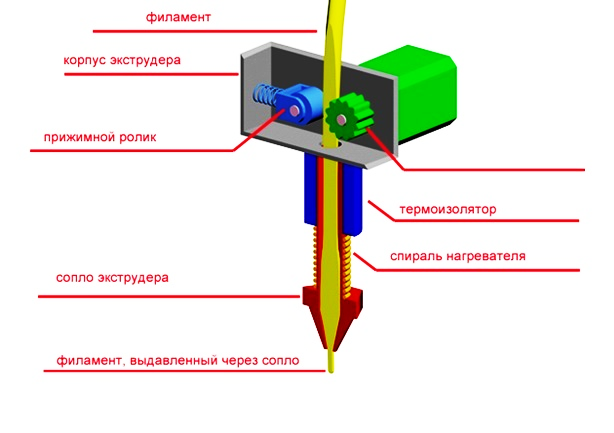 филамент
корпус экструдера
прижимной ролик
термоизолятор
спираль нагревателя
сопло экструдера
филамент, выдавленный через сопло